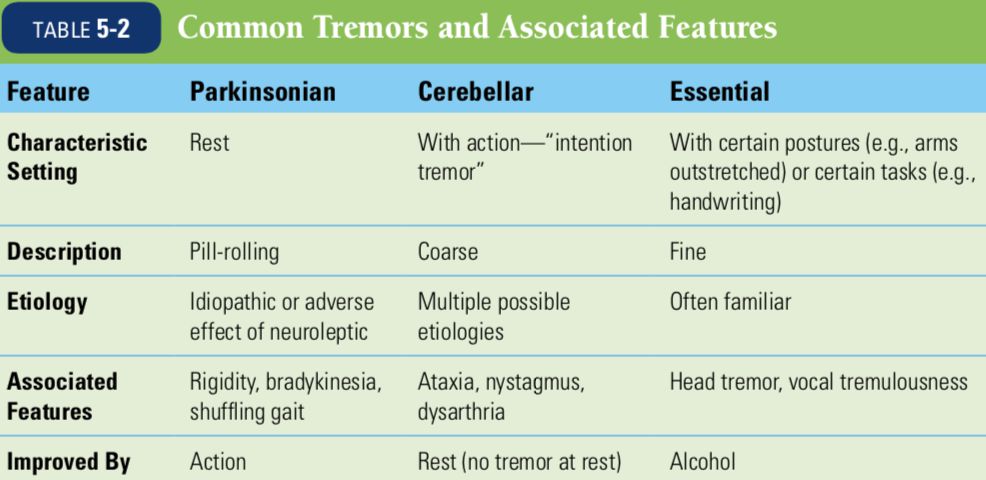 TABLE 5-2 Common Tremors and Associated Features
Feature Parkinsonian Cerebellar Essential
Characteristic Setting Rest With action—“intention tremor” With certain postures (e.g., arms outstretched) or certain tasks (e.g., handwriting)
Description Pill-rolling Coarse Fine
Etiology Idiopathic or adverse effect of neuroleptic Multiple possible etiologies Often familiar
Associated Features Rigidity, bradykinesia, shuffling gait Ataxia, nystagmus, dysarthria Head tremor, vocal tremulousness
Improved By Action Rest (no tremor at rest) Alcohol